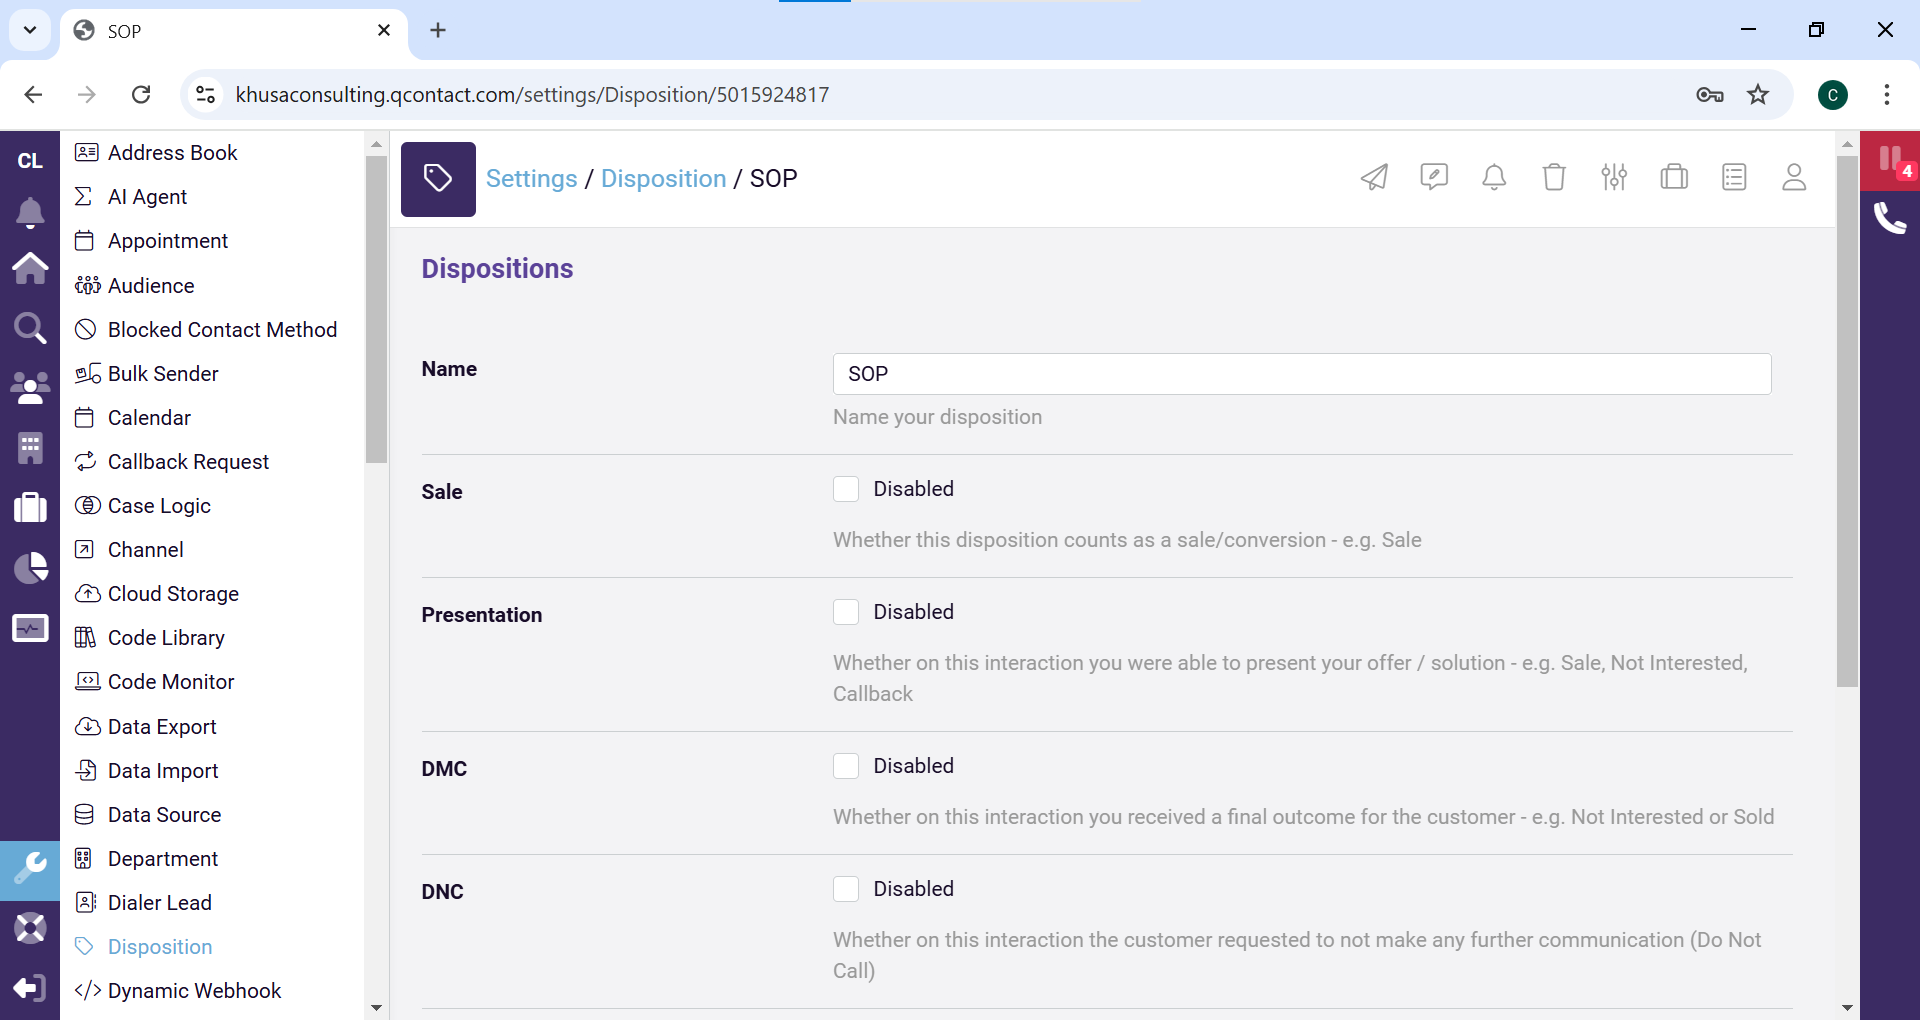 SOP
khusaconsulting.qcontact.com/settings/Disposition/5015924817
C
CL
Address Book
AI Agent
Appointment
Audience
Blocked Contact Method
Bulk Sender
Calendar
Callback Request
Case Logic
Channel
Cloud Storage
Code Library
Code Monitor
Data Export
Data Import
Data Source
Department
Dialer Lead
Disposition
Dynamic Webhook
Settings / Disposition / SOP
4
Dispositions
Name
SOP
Name your disposition
Sale
Disabled
Whether this disposition counts as a sale/conversion - e.g. Sale
Presentation
Disabled
Whether on this interaction you were able to present your offer / solution - e.g. Sale, Not Interested,
Callback
DMC
Disabled
Whether on this interaction you received a final outcome for the customer - e.g. Not Interested or Sold
DNC
Disabled
Whether on this interaction the customer requested to not make any further communication (Do Not
Call)